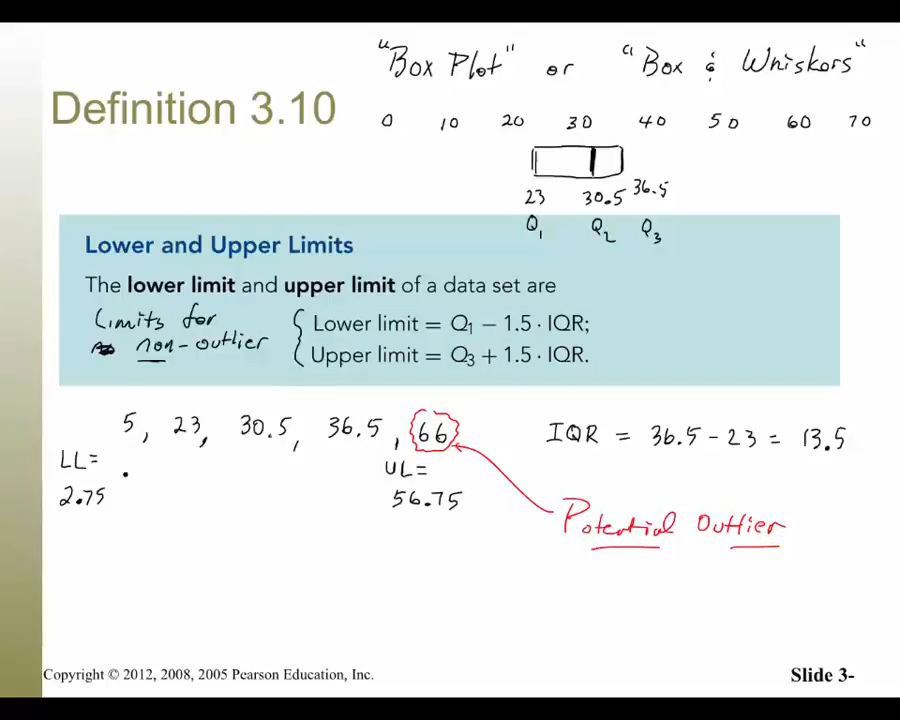 "Box Plot" or "Box & Whiskors"
Definition 3.10
0 10 20 30 40 50 60 70
23 30.5 36.5
Q1 Q2 Q3
Lower and Upper Limits
The lower limit and upper limit of a data set are
Limits for
non-outlier
Lower limit = Q1 − 1.5 · IQR;
Upper limit = Q3 + 1.5 · IQR.
5, 23, 30.5, 36.5, 66
IQR = 36.5 - 23 = 13.5
LL=
2.75
UL=
56.75
Potential Outlier
Copyright © 2012, 2008, 2005 Pearson Education, Inc.
Slide 3-